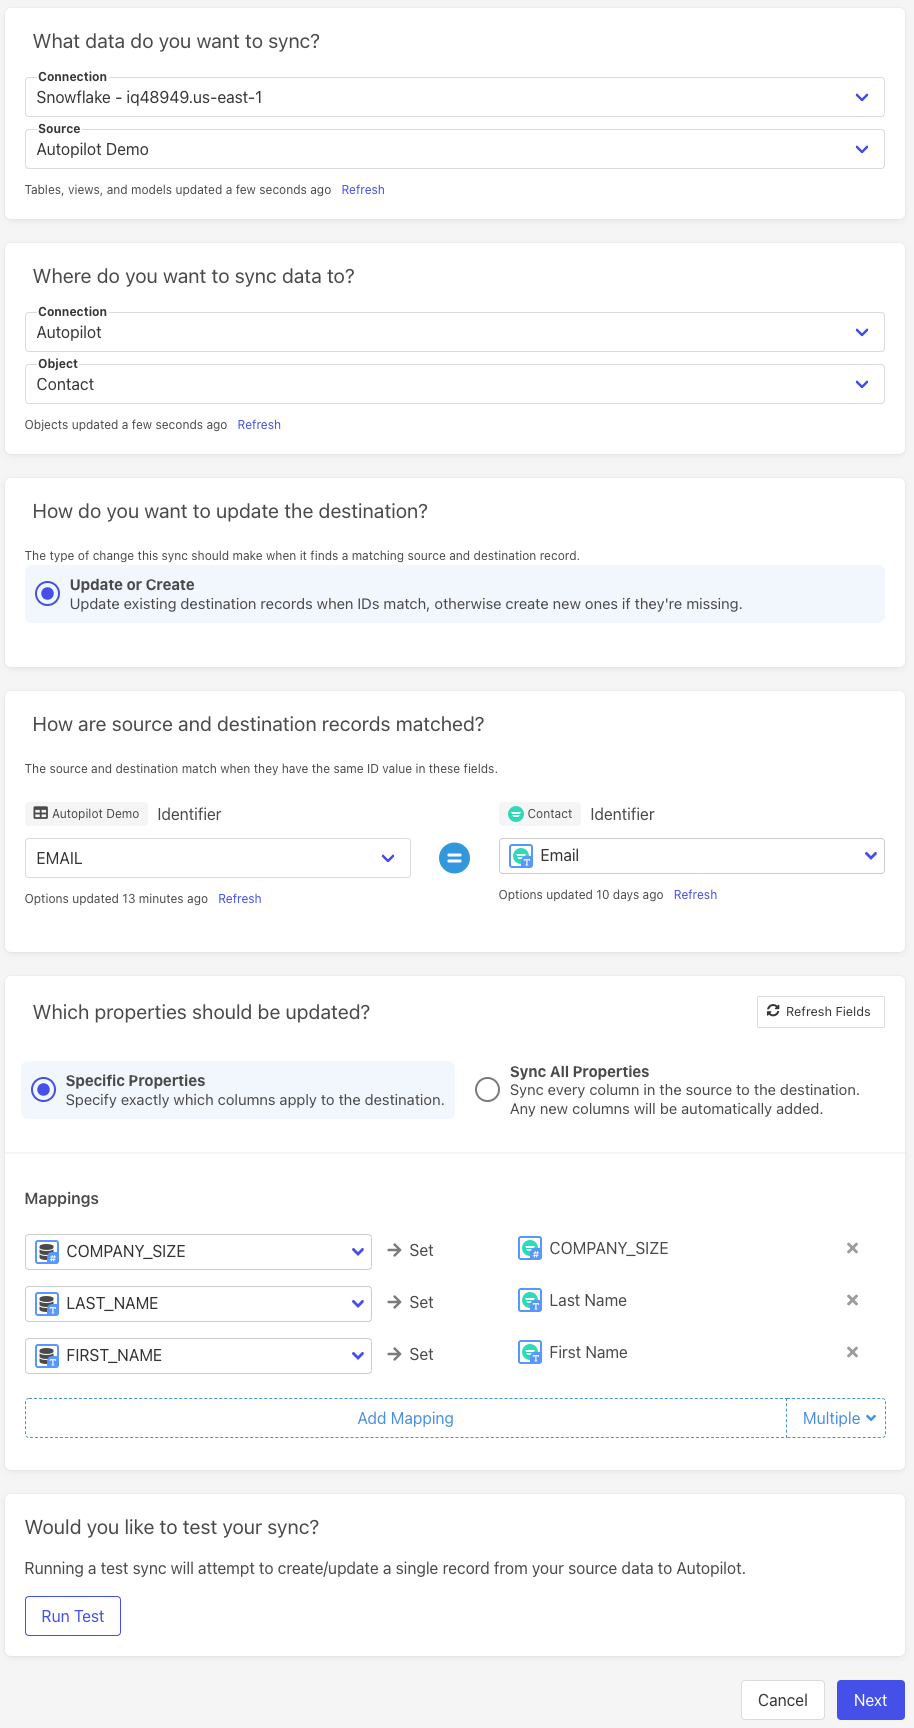 What data do you want to sync?
Connection
Snowflake - iq48949.us-east-1
Source
Autopilot Demo
Tables, views, and models updated a few seconds ago Refresh
Where do you want to sync data to?
Connection
Autopilot
Object
Contact
Objects updated a few seconds ago Refresh
How do you want to update the destination?
The type of change this sync should make when it finds a matching source and destination record.
Update or Create
Update existing destination records when IDs match, otherwise create new ones if they're missing.
How are source and destination records matched?
The source and destination match when they have the same ID value in these fields.
Autopilot Demo Identifier
EMAIL
Options updated 13 minutes ago Refresh
Contact Identifier
Email
Options updated 10 days ago Refresh
Which properties should be updated?
Refresh Fields
Specific Properties
Specify exactly which columns apply to the destination.
Sync All Properties
Sync every column in the source to the destination.
Any new columns will be automatically added.
Mappings
COMPANY_SIZE Set COMPANY_SIZE
LAST_NAME Set Last Name
FIRST_NAME Set First Name
Add Mapping Multiple
Would you like to test your sync?
Running a test sync will attempt to create/update a single record from your source data to Autopilot.
Run Test
Cancel Next